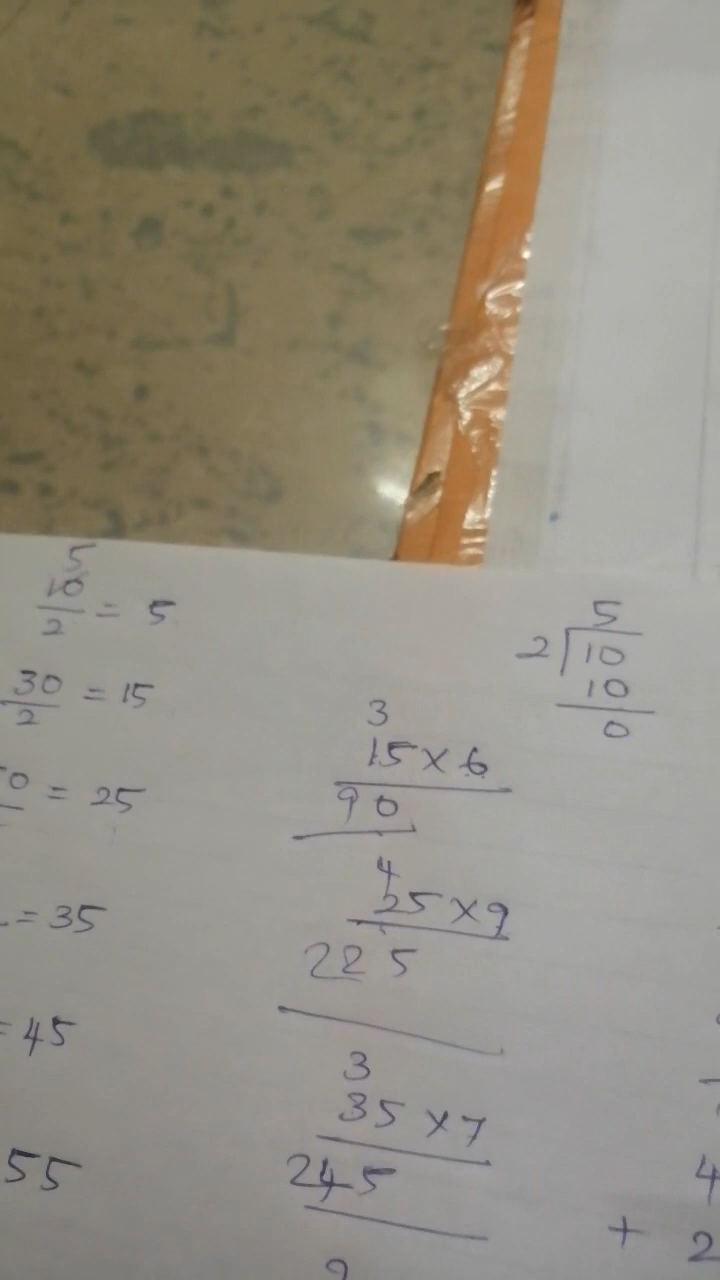 5
10/2 = 5
30/2 = 15
0 = 25
= 35
= 45
55
3
15 × 6
90
4
25 × 9
225
3
35 × 7
245
5
2 10
10
0
4
+ 2